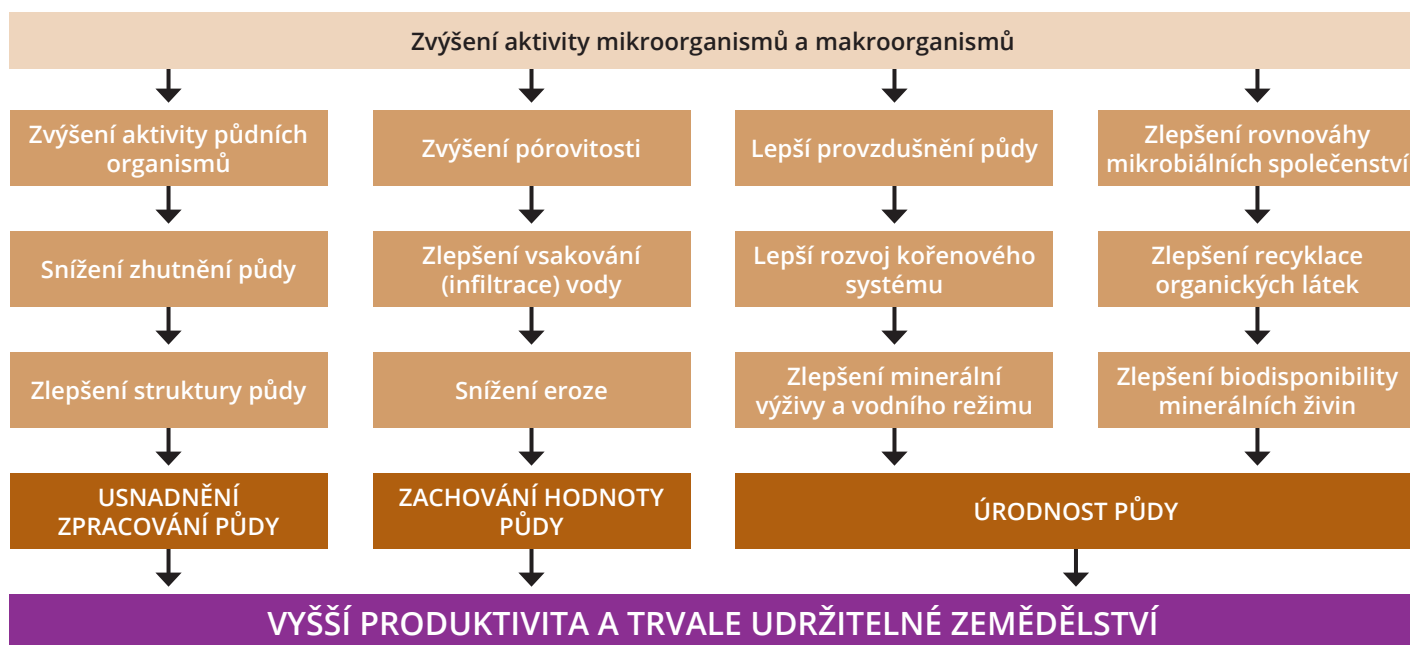 Zvýšení aktivity mikroorganismů a makroorganismů
Zvýšení aktivity půdních
organismů
Zvýšení pórovitosti
Lepší provzdušnění půdy
Zlepšení rovnováhy
mikrobiálních společenství
Snížení zhutnění půdy
Zlepšení vsakování
(infiltrace) vody
Lepší rozvoj kořenového
systému
Zlepšení recyklace
organických látek
Zlepšení struktury půdy
Snížení eroze
Zlepšení minerální
výživy a vodního režimu
Zlepšení biodisponibility
minerálních živin
USNADNĚNÍ
ZPRACOVÁNÍ PŮDY
ZACHOVÁNÍ HODNOTY
PŮDY
ÚRODNOST PŮDY
VYŠŠÍ PRODUKTIVITA A TRVALE UDRŽITELNÉ ZEMĚDĚLSTVÍ